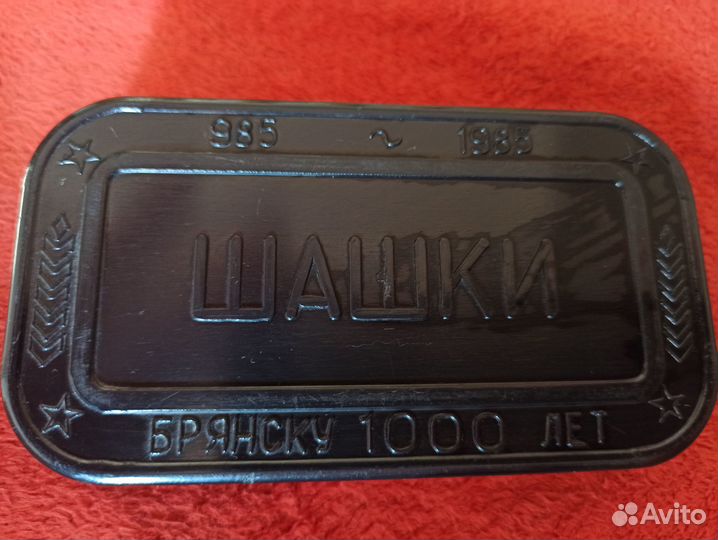 985 ~ 1985
ШАШКИ
БРЯНСКУ 1000 ЛЕТ
Avito